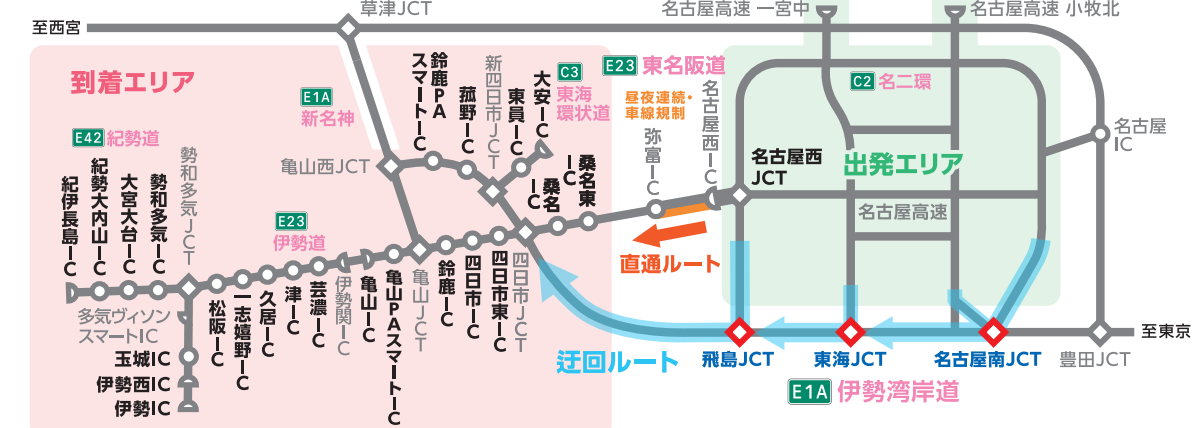 草津JCT
名古屋高速 一宮中
名古屋高速 小牧北
至西宮
到着エリア
E1A
新名神
鈴鹿PA
スマートIC
菰野IC
新四日市JCT
東員IC
大安IC
C3
東海
環状道
E23 東名阪道
昼夜連続・
車線規制
名古屋西IC
弥富IC
C2 名二環
名古屋
IC
E42 紀勢道
亀山西JCT
桑名東
IC
桑名
IC
名古屋西
JCT
出発エリア
名古屋高速
紀伊長島IC
紀勢大内山IC
大宮大台IC
勢和多気IC
勢和多気JCT
E23
伊勢道
直通ルート
多気ヴィソン
スマートIC
玉城IC
伊勢西IC
伊勢IC
松阪IC
一志嬉野IC
久居IC
津IC
芸濃IC
伊勢関IC
亀山IC
亀山PAスマートIC
亀山JCT
鈴鹿IC
四日市IC
四日市東IC
四日市JCT
迂回ルート
飛島JCT
東海JCT
名古屋南JCT
豊田JCT
至東京
E1A 伊勢湾岸道